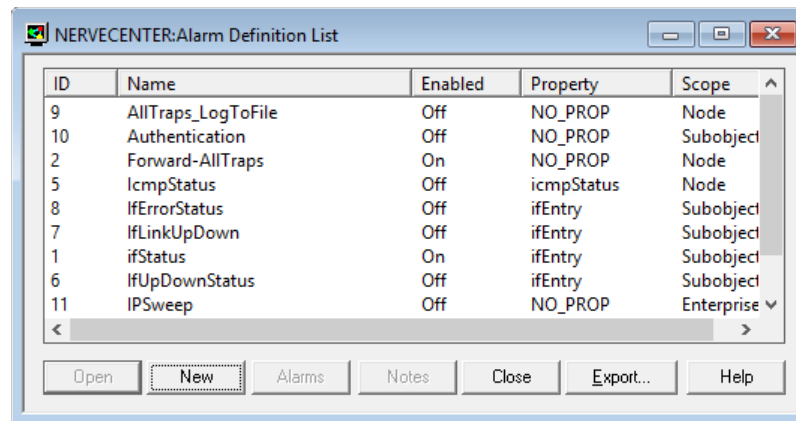 NERVECENTER:Alarm Definition List
ID Name Enabled Property Scope
9 AllTraps_LogToFile Off NO_PROP Node
10 Authentication Off NO_PROP Subobject
2 Forward-AllTraps On NO_PROP Node
5 IcmpStatus Off icmpStatus Node
8 IfErrorStatus Off ifEntry Subobject
7 IfLinkUpDown Off ifEntry Subobject
1 ifStatus On ifEntry Subobject
6 IfUpDownStatus Off ifEntry Subobject
11 IPSweep Off NO_PROP Enterprise
Open New Alarms Notes Close Export... Help